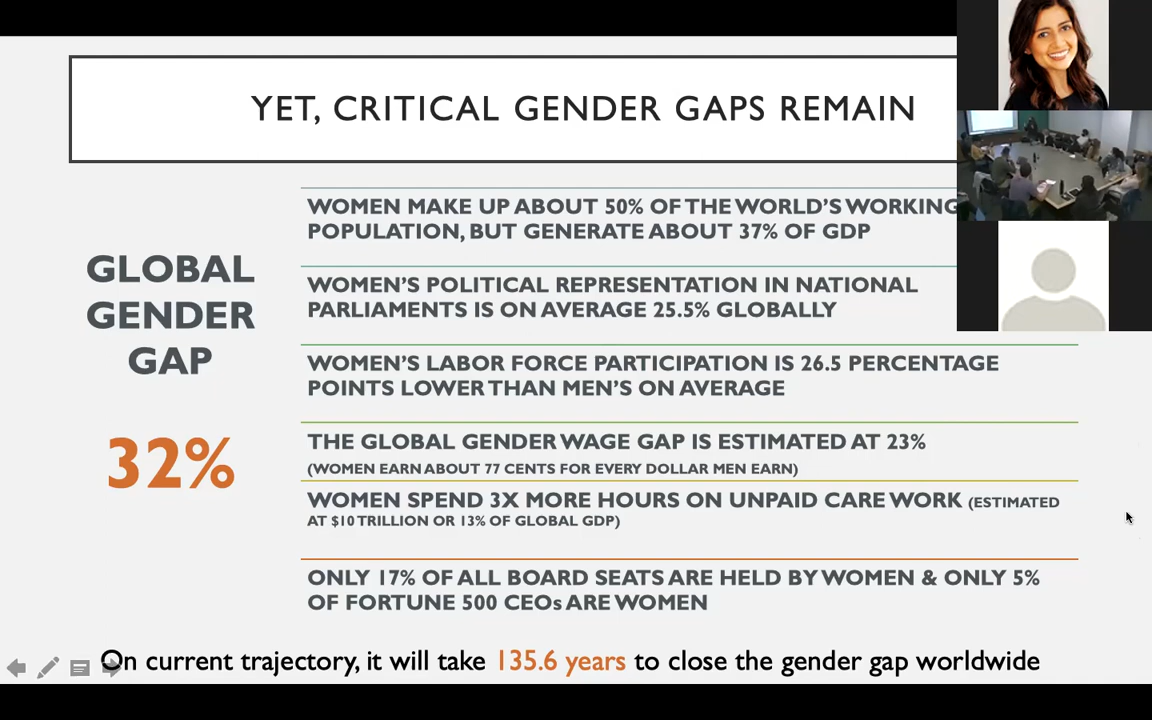 YET, CRITICAL GENDER GAPS REMAIN
GLOBAL
GENDER
GAP
32%
WOMEN MAKE UP ABOUT 50% OF THE WORLD'S WORKING
POPULATION, BUT GENERATE ABOUT 37% OF GDP
WOMEN'S POLITICAL REPRESENTATION IN NATIONAL
PARLIAMENTS IS ON AVERAGE 25.5% GLOBALLY
WOMEN'S LABOR FORCE PARTICIPATION IS 26.5 PERCENTAGE
POINTS LOWER THAN MEN'S ON AVERAGE
THE GLOBAL GENDER WAGE GAP IS ESTIMATED AT 23%
(WOMEN EARN ABOUT 77 CENTS FOR EVERY DOLLAR MEN EARN)
WOMEN SPEND 3X MORE HOURS ON UNPAID CARE WORK (ESTIMATED
AT $10 TRILLION OR 13% OF GLOBAL GDP)
ONLY 17% OF ALL BOARD SEATS ARE HELD BY WOMEN & ONLY 5%
OF FORTUNE 500 CEOs ARE WOMEN
On current trajectory, it will take 135.6 years to close the gender gap worldwide